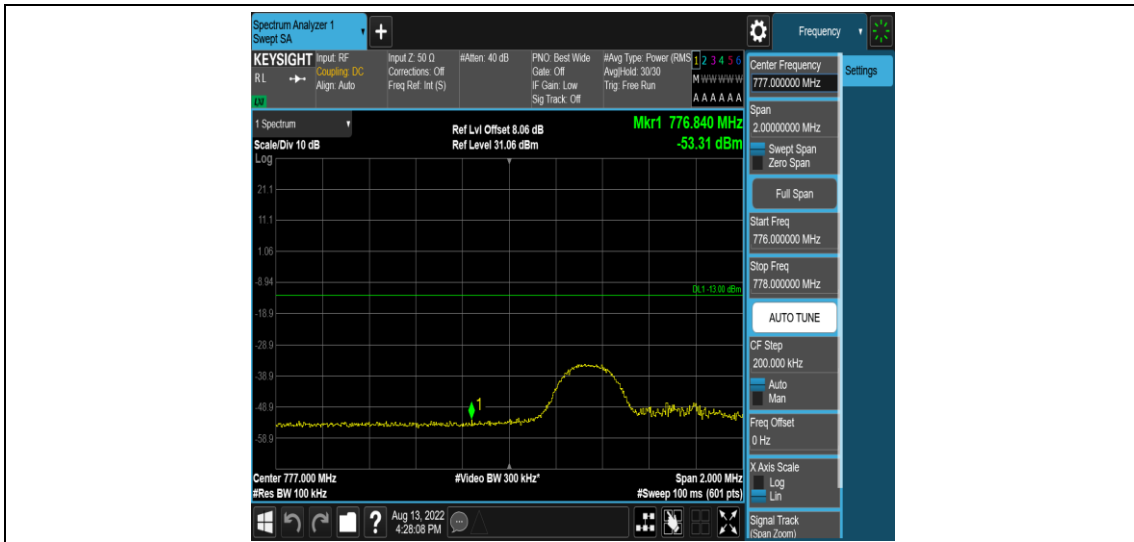 Spectrum Analyzer 1
Swept SA
+
Frequency
KEYSIGHT
RL
LXI
Input: RF
Coupling: DC
Align: Auto
Input Z: 50 Ω
Corrections: Off
Freq Ref: Int (S)
#Atten: 40 dB
PNO: Best Wide
Gate: Off
IF Gain: Low
Sig Track: Off
#Avg Type: Power (RMS
Avg|Hold: 30/30
Trig: Free Run
1 2 3 4 5 6
M W W W W W
A A A A A A
1 Spectrum
Scale/Div 10 dB
Log
Ref Lvl Offset 8.06 dB
Ref Level 31.06 dBm
Mkr1 776.840 MHz
-53.31 dBm
21.1
11.1
1.06
-8.94
DL1 -13.00 dBm
-18.9
-28.9
-38.9
-48.9
-58.9
1
Center 777.000 MHz
#Res BW 100 kHz
#Video BW 300 kHz*
Span 2.000 MHz
#Sweep 100 ms (601 pts)
?
Aug 13, 2022
4:28:08 PM
Center Frequency
777.000000 MHz
Settings
Span
2.00000000 MHz
Swept Span
Zero Span
Full Span
Start Freq
776.000000 MHz
Stop Freq
778.000000 MHz
AUTO TUNE
CF Step
200.000 kHz
Auto
Man
Freq Offset
0 Hz
X Axis Scale
Log
Lin
Signal Track
(Span Zoom)